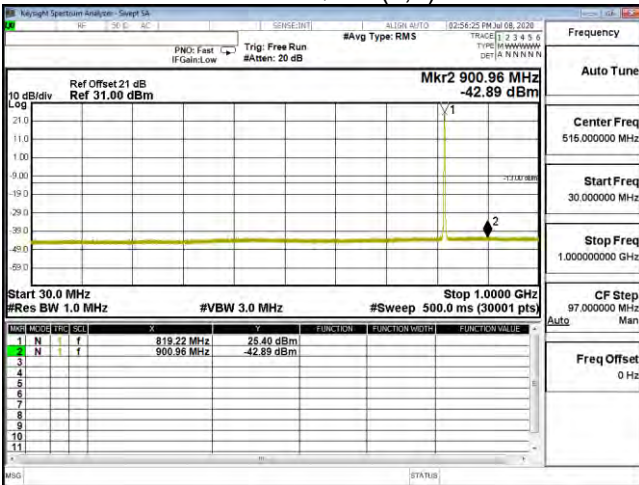 Keysight Spectrum Analyzer - Swept SA
RF 50 Ω AC SENSE:INT ALIGN AUTO 02:56:25 PM Jul 08, 2020
#Avg Type: RMS TRACE 1 2 3 4 5 6
PNO: Fast Trig: Free Run TYPE M WWWWW
IFGain:Low #Atten: 20 dB DET A N N N N N
Mkr2 900.96 MHz
-42.89 dBm
Ref Offset 21 dB
10 dB/div Ref 31.00 dBm
Log
21.0
11.0
1.00
-9.00
-13.00 dBm
-19.0
-29.0
-39.0
-49.0
-59.0
1
2
Start 30.0 MHz Stop 1.0000 GHz
#Res BW 1.0 MHz #VBW 3.0 MHz #Sweep 500.0 ms (30001 pts)
MKR MODE TRC SCL X Y FUNCTION FUNCTION WIDTH FUNCTION VALUE
1 N 1 f 819.22 MHz 25.40 dBm
2 N 1 f 900.96 MHz -42.89 dBm
3
4
5
6
7
8
9
10
11
MSG STATUS
Frequency
Auto Tune
Center Freq
515.000000 MHz
Start Freq
30.000000 MHz
Stop Freq
1.000000000 GHz
CF Step
97.000000 MHz
Auto Man
Freq Offset
0 Hz